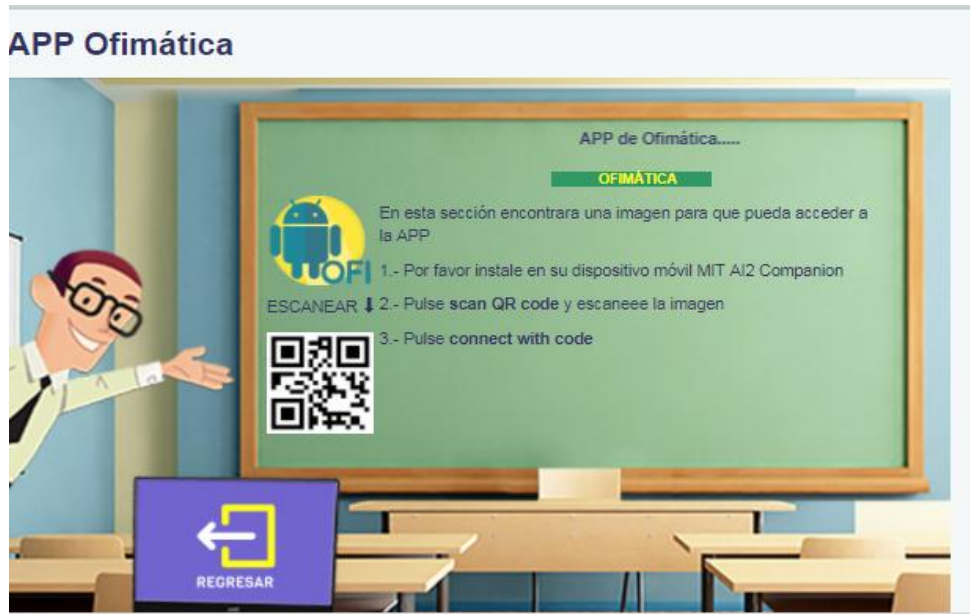 APP Ofimática
APP de Ofimática.....
OFIMÁTICA
En esta sección encontrara una imagen para que pueda acceder a
la APP
OFI
1.- Por favor instale en su dispositivo móvil MIT AI2 Companion
ESCANEAR ⬇ 2.- Pulse scan QR code y escaneee la imagen
3.- Pulse connect with code
REGRESAR